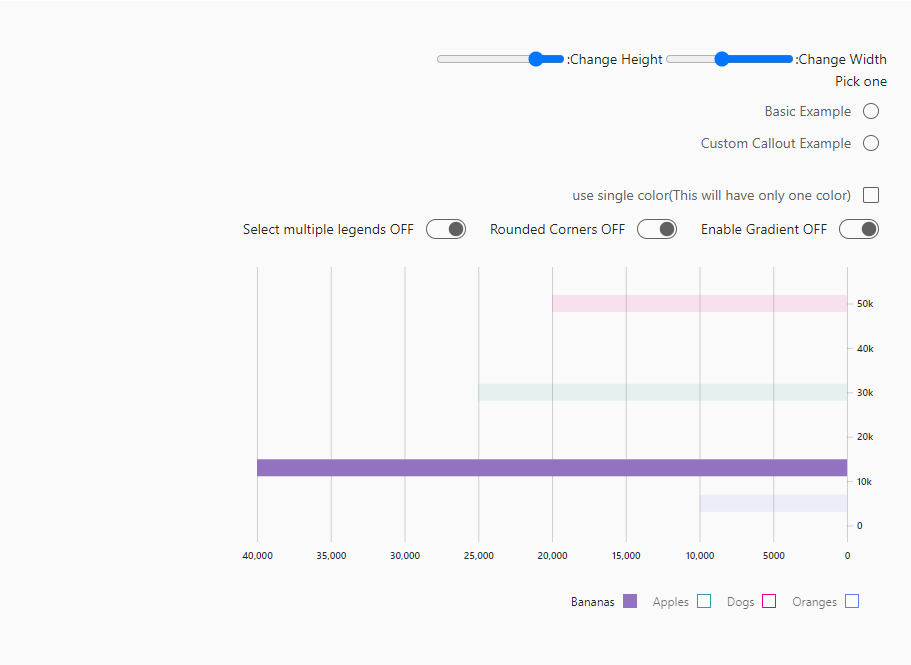 :Change Height :Change Width
Pick one
Basic Example
Custom Callout Example
use single color(This will have only one color)
Select multiple legends OFF Rounded Corners OFF Enable Gradient OFF
50k
40k
30k
20k
10k
0
40,000 35,000 30,000 25,000 20,000 15,000 10,000 5000 0
Bananas Apples Dogs Oranges